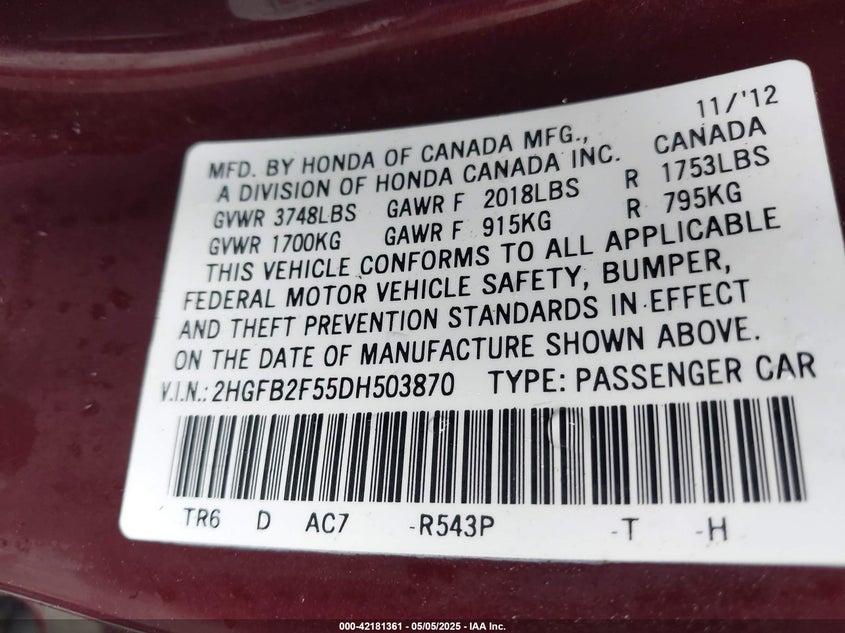 11/'12
MFD. BY HONDA OF CANADA MFG.,
A DIVISION OF HONDA CANADA INC. CANADA
GVWR 3748LBS GAWR F 2018LBS R 1753LBS
GVWR 1700KG GAWR F 915KG R 795KG
THIS VEHICLE CONFORMS TO ALL APPLICABLE
FEDERAL MOTOR VEHICLE SAFETY, BUMPER,
AND THEFT PREVENTION STANDARDS IN EFFECT
ON THE DATE OF MANUFACTURE SHOWN ABOVE.
V.I.N.: 2HGFB2F55DH503870 TYPE: PASSENGER CAR
TR6 D AC7 -R543P -T -H
000-42181361 - 05/05/2025 - IAA Inc.